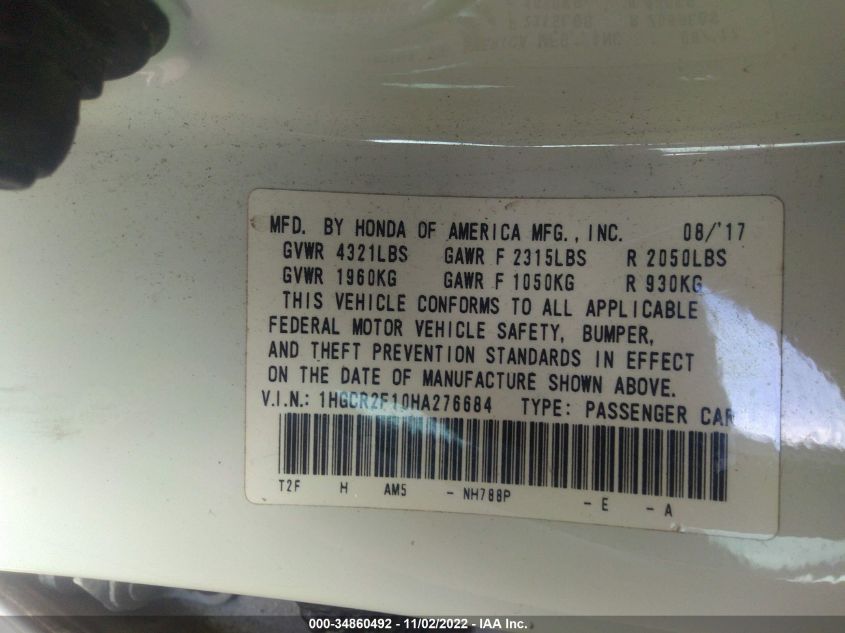 MFD. BY HONDA OF AMERICA MFG., INC. 08/'17
GVWR 4321LBS GAWR F 2315LBS R 2050LBS
GVWR 1960KG GAWR F 1050KG R 930KG
THIS VEHICLE CONFORMS TO ALL APPLICABLE
FEDERAL MOTOR VEHICLE SAFETY, BUMPER,
AND THEFT PREVENTION STANDARDS IN EFFECT
ON THE DATE OF MANUFACTURE SHOWN ABOVE.
V.I.N.: 1HGCR2F10HA276684 TYPE: PASSENGER CAR
T2F H AM5 - NH788P - E - A
000-34860492 - 11/02/2022 - IAA Inc.